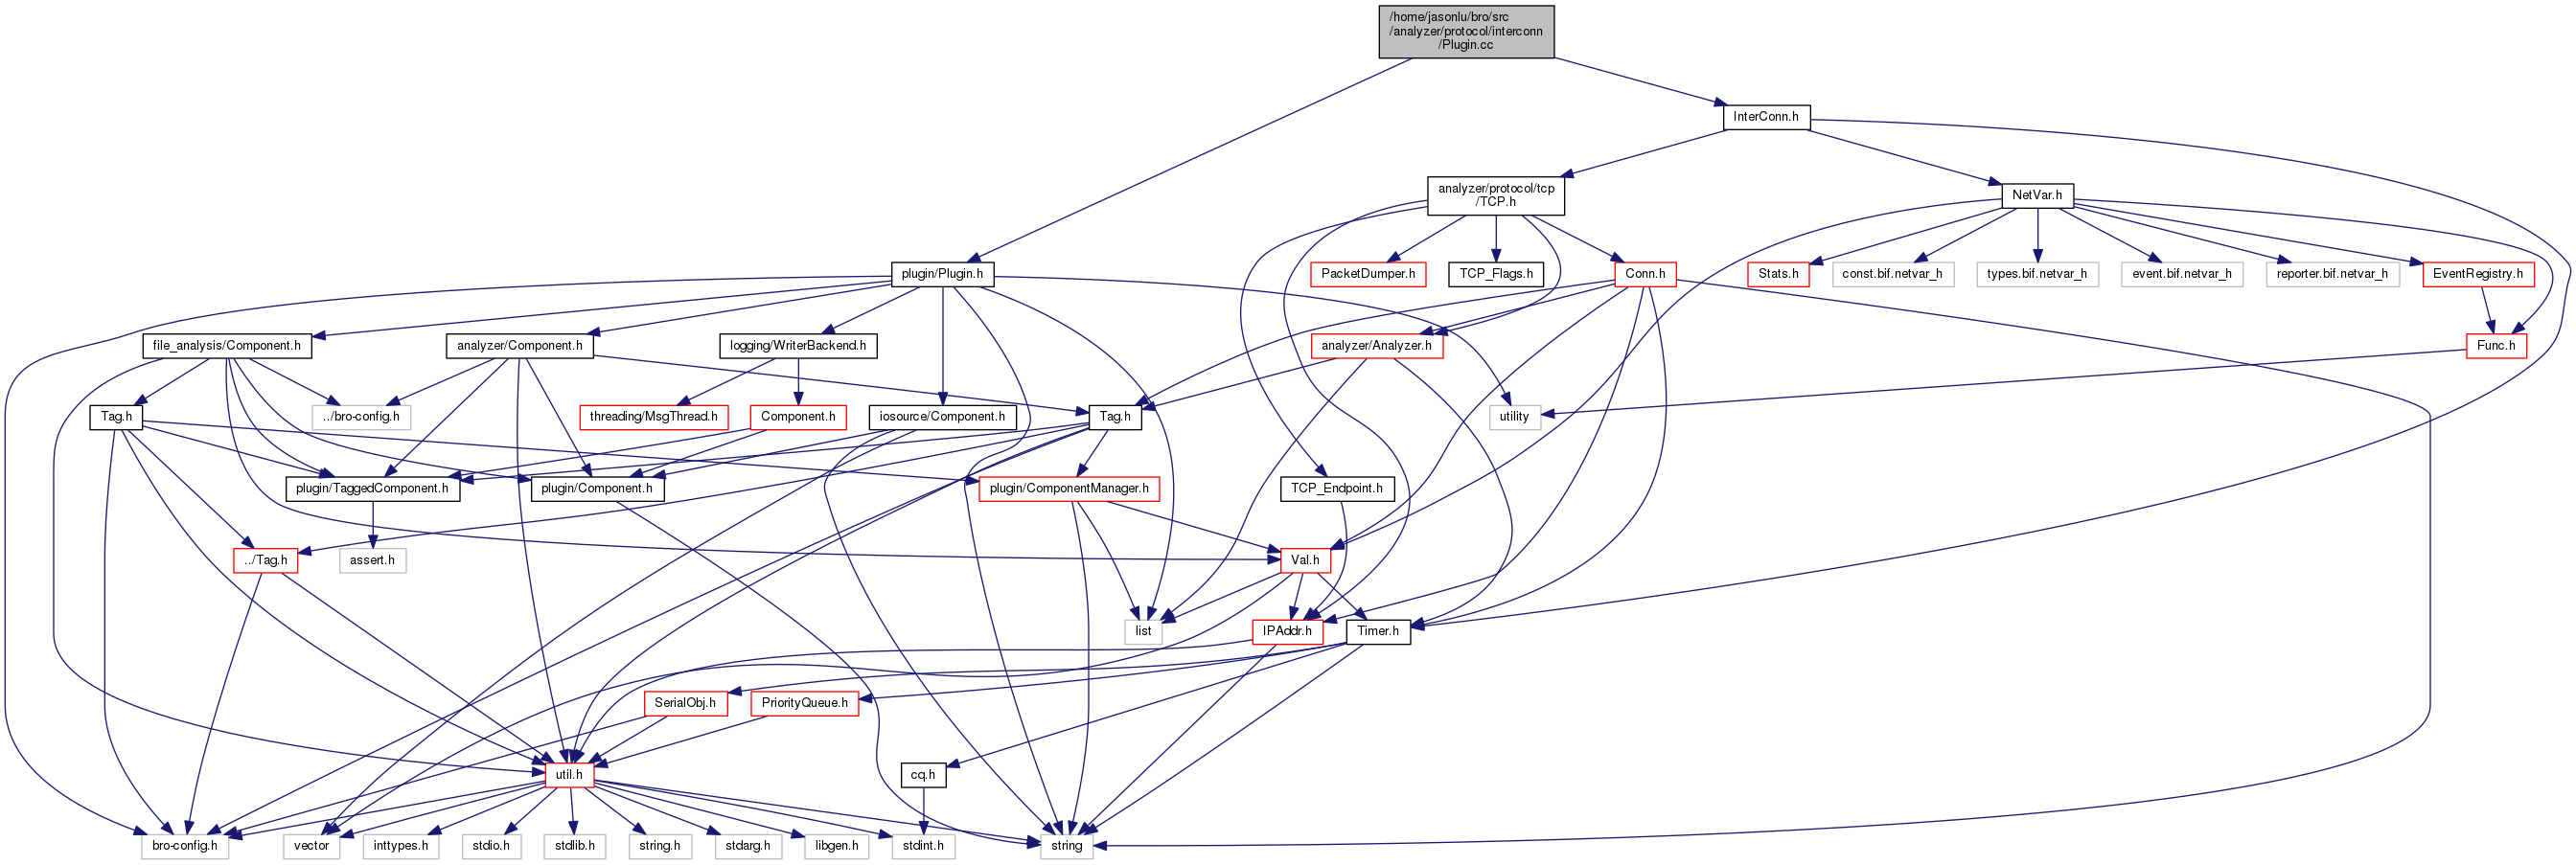 /home/jasonlu/bro/src
/analyzer/protocol/interconn
/Plugin.cc
InterConn.h
analyzer/protocol/tcp
/TCP.h
NetVar.h
plugin/Plugin.h
PacketDumper.h
TCP_Flags.h
Conn.h
Stats.h
const.bif.netvar_h
types.bif.netvar_h
event.bif.netvar_h
reporter.bif.netvar_h
EventRegistry.h
file_analysis/Component.h
analyzer/Component.h
logging/WriterBackend.h
analyzer/Analyzer.h
Func.h
Tag.h
../bro-config.h
threading/MsgThread.h
Component.h
iosource/Component.h
Tag.h
utility
plugin/TaggedComponent.h
plugin/Component.h
plugin/ComponentManager.h
TCP_Endpoint.h
../Tag.h
assert.h
Val.h
list
IPAddr.h
Timer.h
SerialObj.h
PriorityQueue.h
util.h
cq.h
bro-config.h
vector
inttypes.h
stdio.h
stdlib.h
string.h
stdarg.h
libgen.h
stdint.h
string